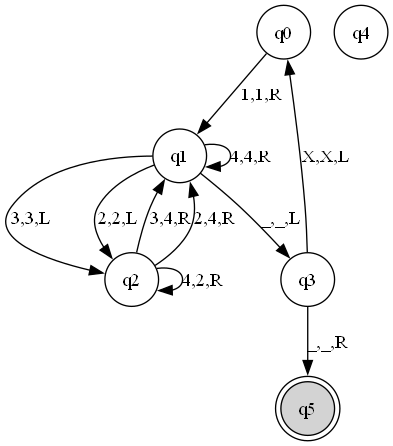 q0
q4
1,1,R
q1
4,4,R
X,X,L
3,3,L
2,2,L
3,4,R
2,4,R
_,_,L
q2
4,2,R
q3
_,_,R
q5